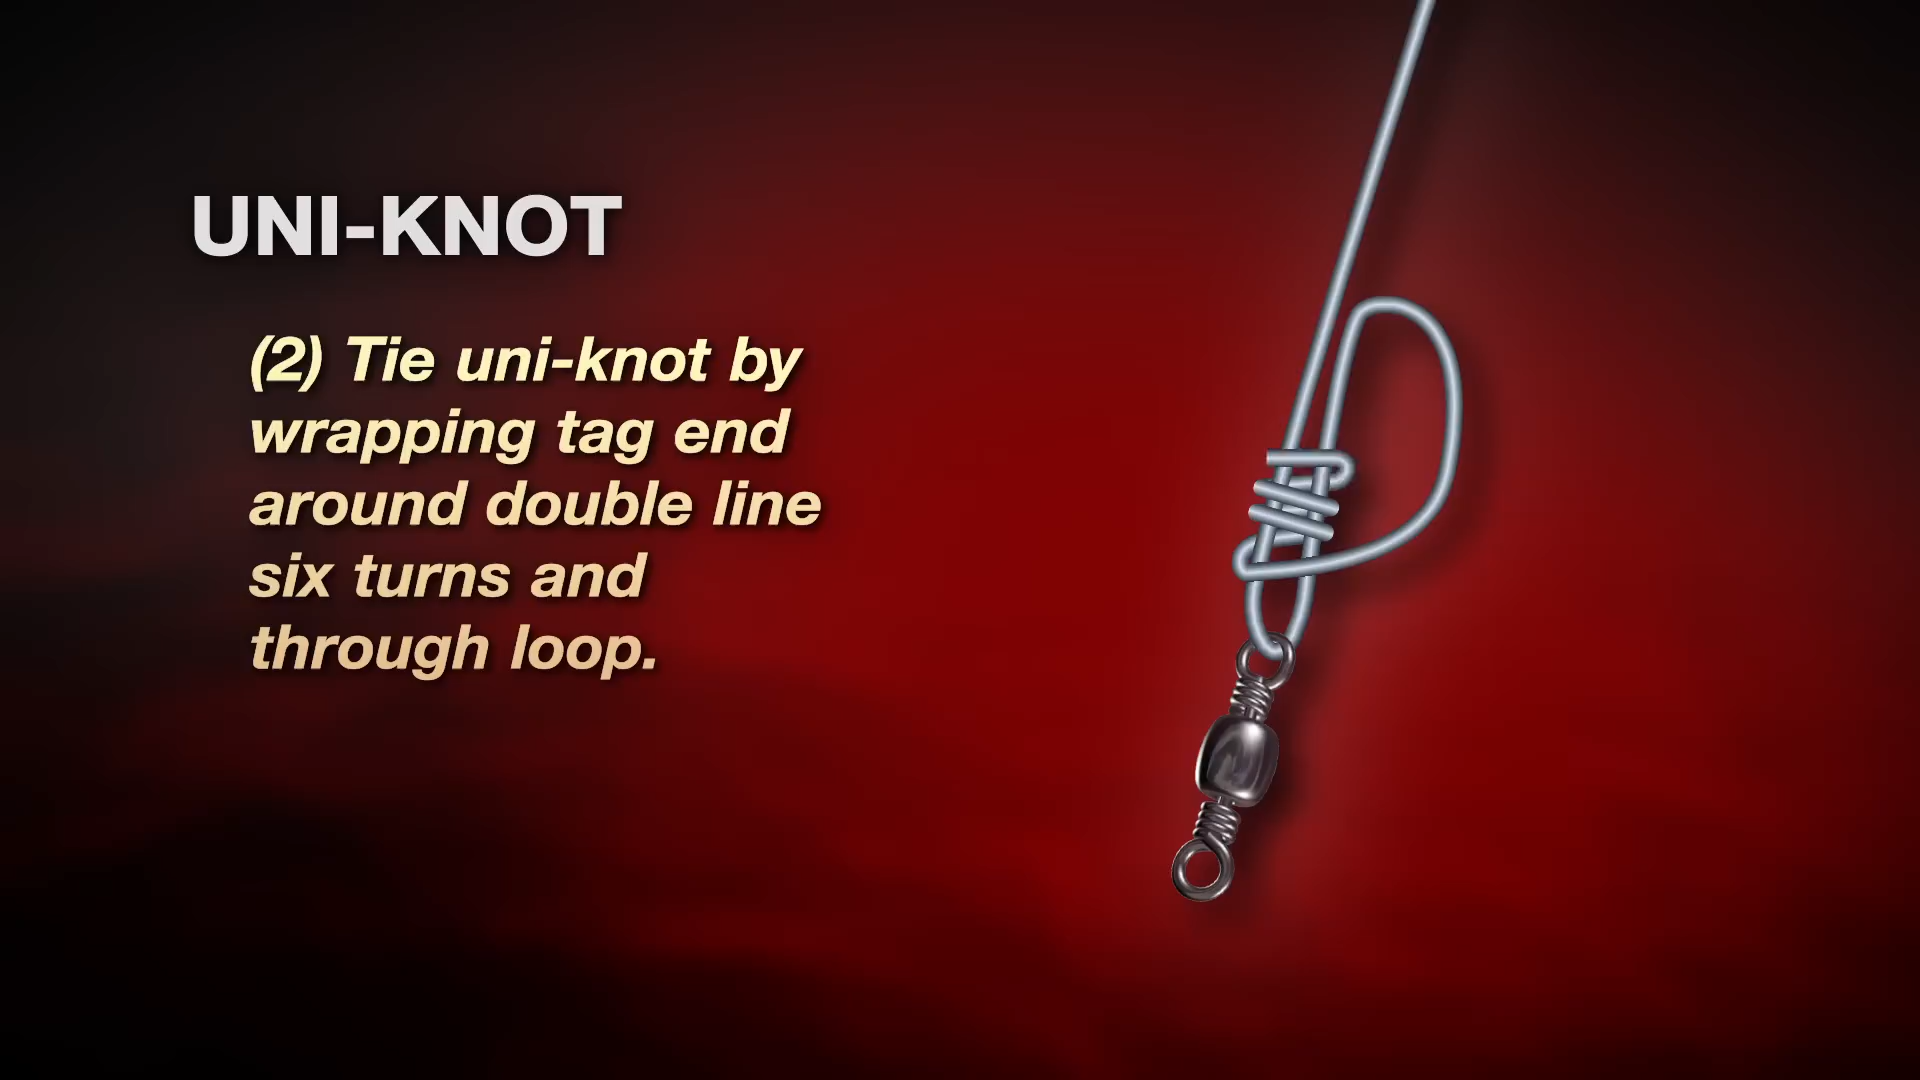 UNI-KNOT
(2) Tie uni-knot by
wrapping tag end
around double line
six turns and
through loop.